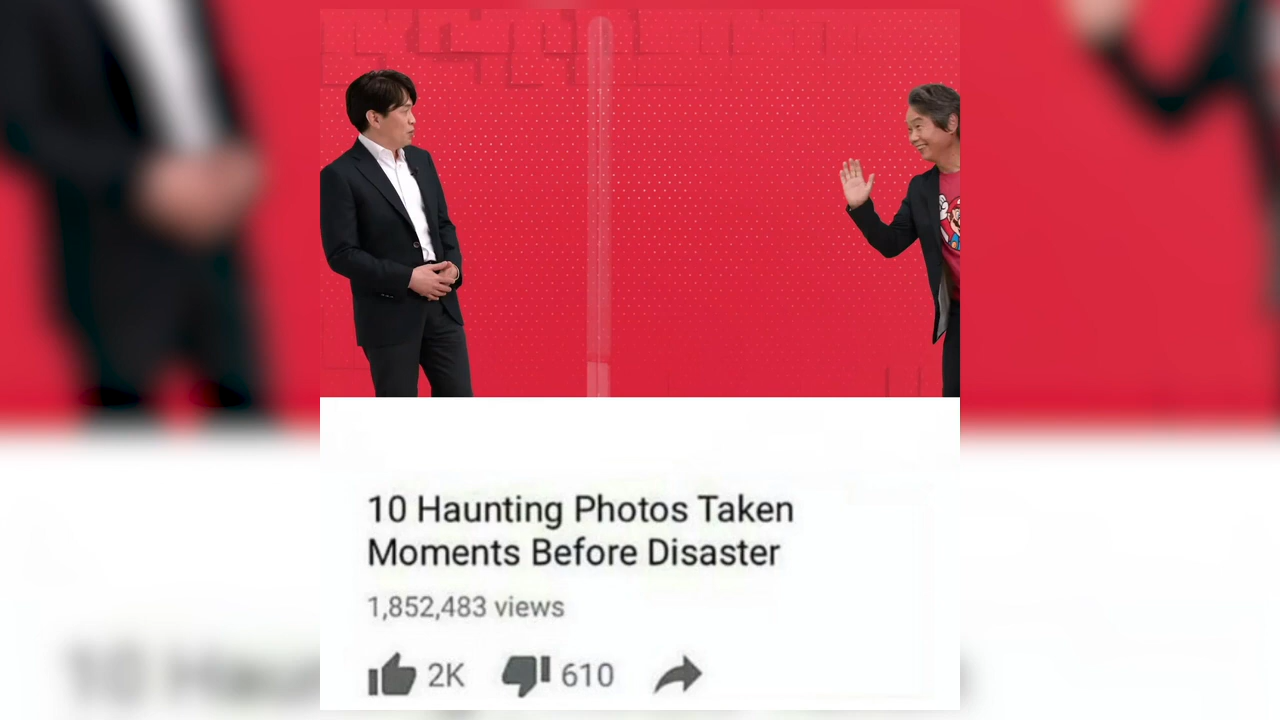 10 Haunting Photos Taken
Moments Before Disaster
1,852,483 views
2K 610